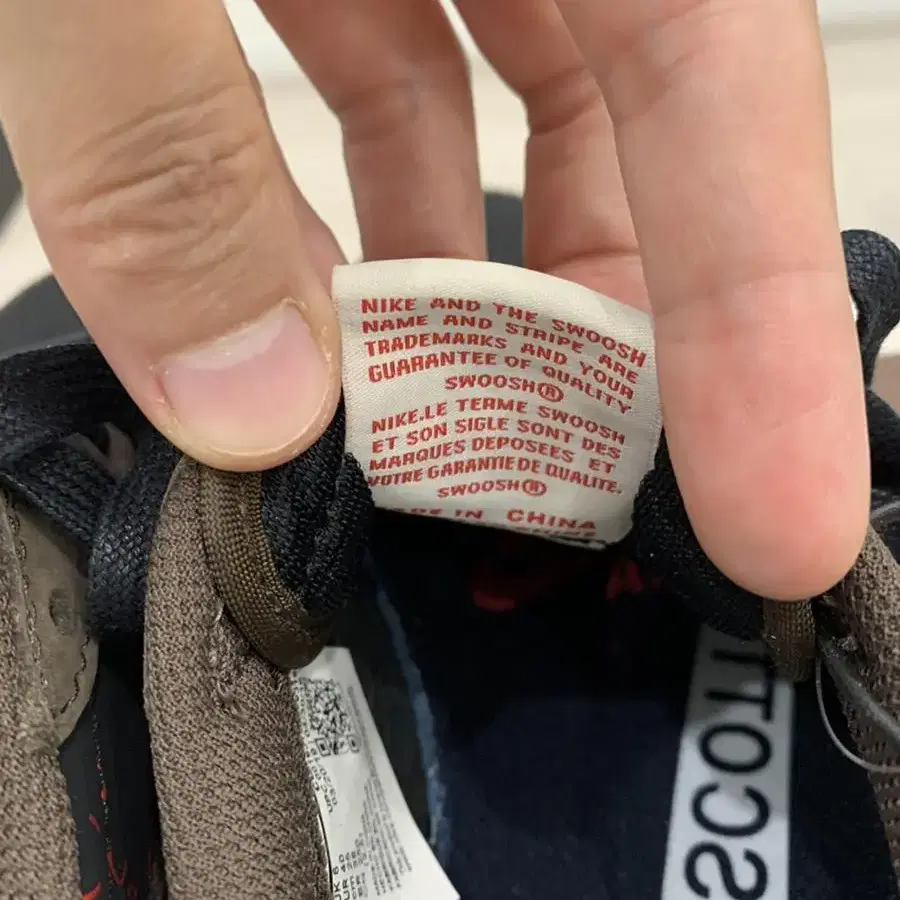 NIKE AND THE SWOOSH
NAME AND STRIPE ARE
TRADEMARKS AND YOUR
GUARANTEE OF QUALITY
SWOOSH®
NIKE.LE TERME SWOOSH
ET SON SIGLE SONT DES
MARQUES DEPOSEES ET
VOTRE GARANTIE DE QUALITE.
SWOOSH®
MADE IN CHINA
SCOTT